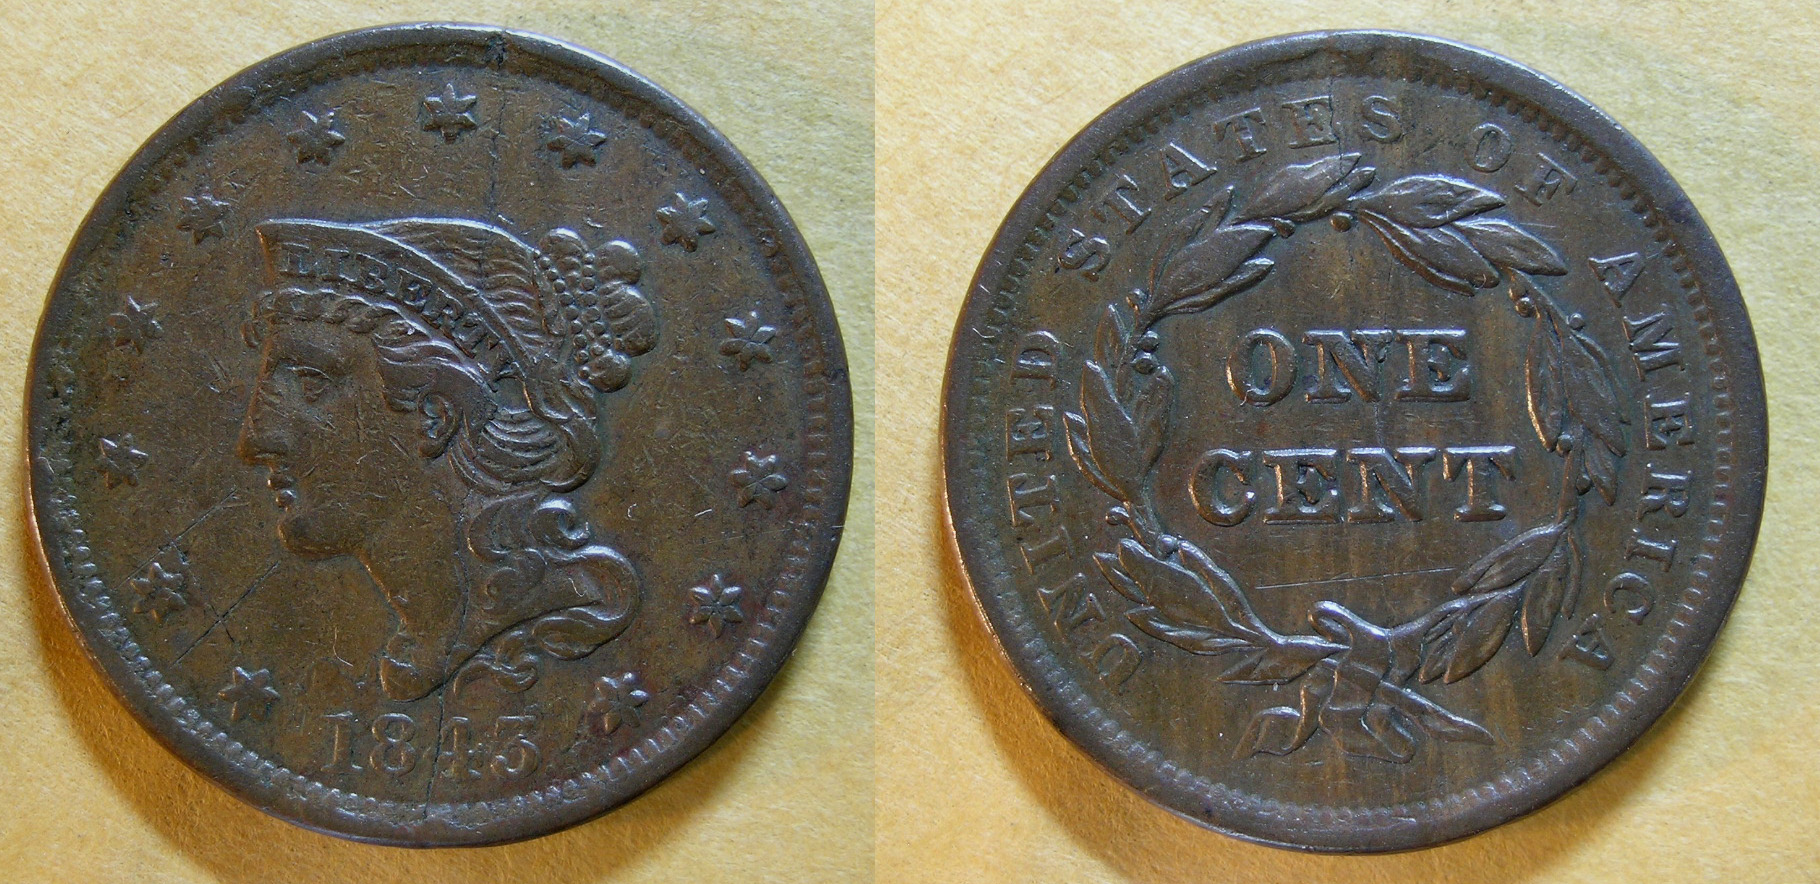 LIBERTY
1843
UNITED STATES OF AMERICA
ONE
CENT